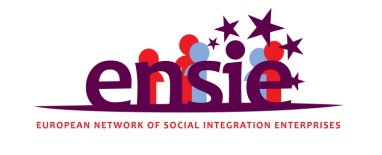 ensie
EUROPEAN NETWORK OF SOCIAL INTEGRATION ENTERPRISES